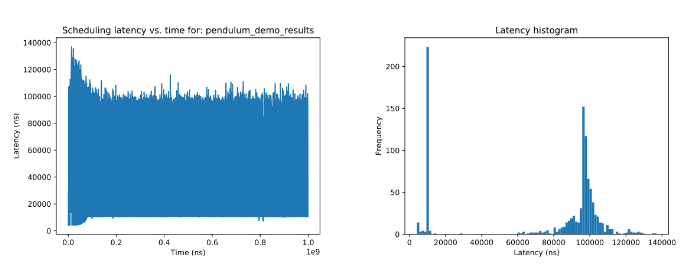 Scheduling latency vs. time for: pendulum_demo_results
140000
120000
100000
80000
60000
40000
20000
0
Latency (ns)
0.0 0.2 0.4 0.6 0.8 1.0
1e9
Time (ns)
Latency histogram
200
150
100
50
0
Frequency
0 20000 40000 60000 80000 100000 120000 140000
Latency (ns)